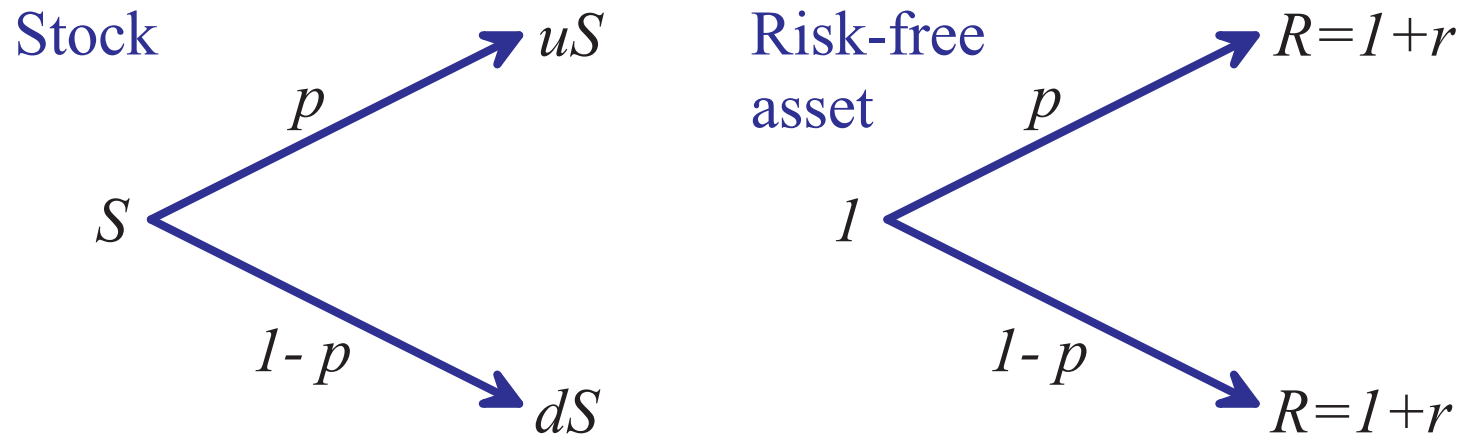 Stock
uS
p
S
1- p
dS
Risk-free
asset
R=1+r
p
1
1- p
R=1+r